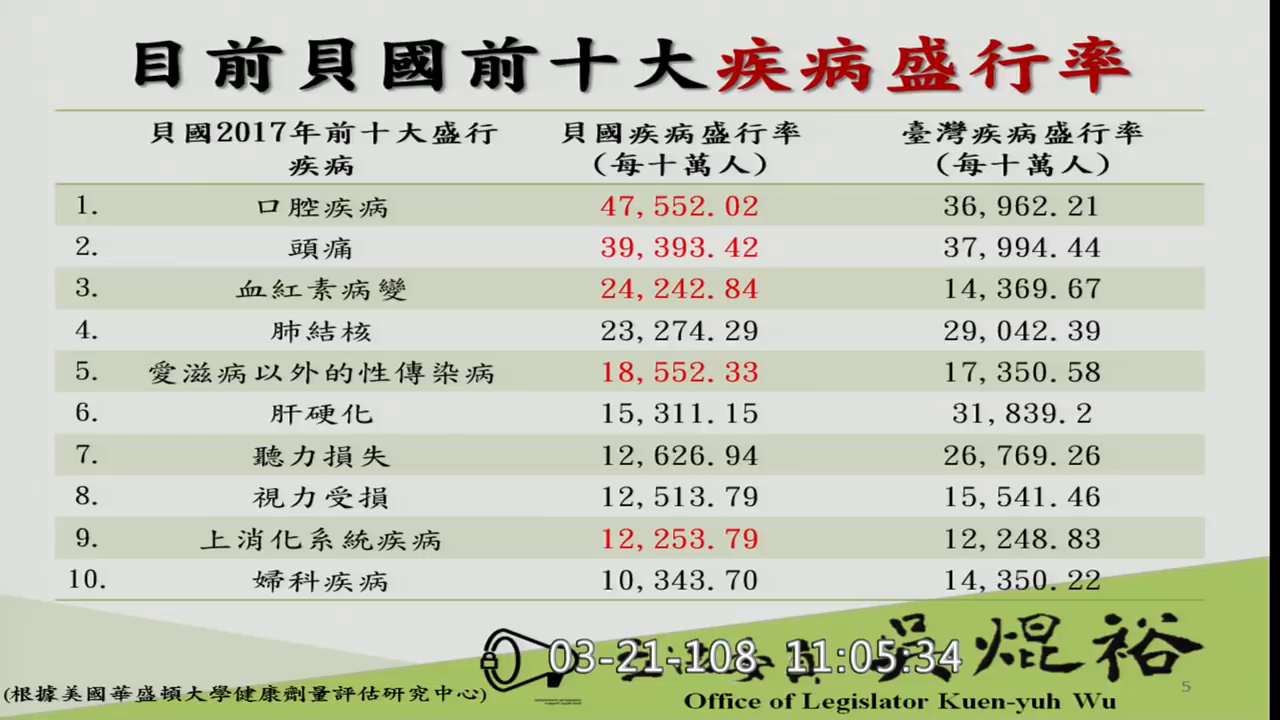 目前貝國前十大疾病盛行率
貝國2017年前十大盛行疾病 貝國疾病盛行率(每十萬人) 臺灣疾病盛行率(每十萬人)
1. 口腔疾病 47,552.02 36,962.21
2. 頭痛 39,393.42 37,994.44
3. 血紅素病變 24,242.84 14,369.67
4. 肺結核 23,274.29 29,042.39
5. 愛滋病以外的性傳染病 18,552.33 17,350.58
6. 肝硬化 15,311.15 31,839.2
7. 聽力損失 12,626.94 26,769.26
8. 視力受損 12,513.79 15,541.46
9. 上消化系統疾病 12,253.79 12,248.83
10. 婦科疾病 10,343.70 14,350.22
吳焜裕
03-21-108 11:05:34
(根據美國華盛頓大學健康劑量評估研究中心)
Office of Legislator Kuen-yuh Wu
5